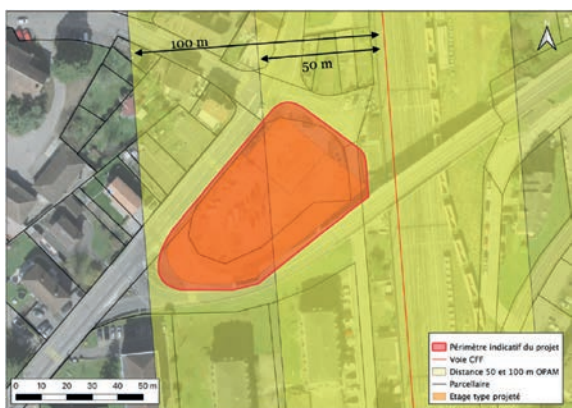 100 m
50 m
Périmètre indicatif du projet
Voie CFF
Distance 50 et 100 m OPAM
Parcellaire
Etage type projeté
0 10 20 30 40 50 m